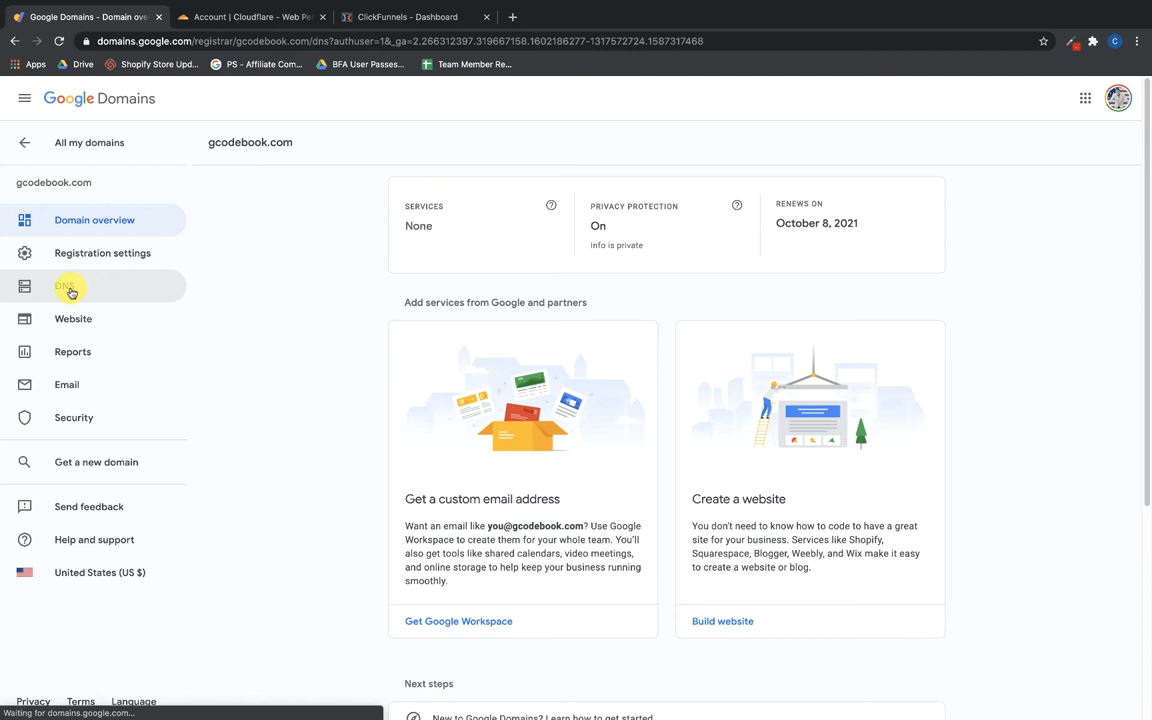 Google Domains - Domain over
Account | Cloudflare - Web Pe
ClickFunnels - Dashboard
domains.google.com/registrar/gcodebook.com/dns?authuser=1&_ga=2.266312397.319667158.1602186277-1317572724.1587317468
C
Apps
Drive
Shopify Store Upd...
PS - Affiliate Com...
BFA User Passes...
Team Member Re...
Google Domains
All my domains
gcodebook.com
gcodebook.com
Domain overview
Registration settings
DNS
Website
Reports
Email
Security
Get a new domain
Send feedback
Help and support
United States (US $)
SERVICES
None
PRIVACY PROTECTION
On
Info is private
RENEWS ON
October 8, 2021
Add services from Google and partners
Get a custom email address
Want an email like you@gcodebook.com? Use Google
Workspace to create them for your whole team. You'll
also get tools like shared calendars, video meetings,
and online storage to help keep your business running
smoothly.
Get Google Workspace
Create a website
You don't need to know how to code to have a great
site for your business. Services like Shopify,
Squarespace, Blogger, Weebly, and Wix make it easy
to create a website or blog.
Build website
Next steps
New to Google Domains? Learn how to get started
Privacy Terms Language
Waiting for domains.google.com...